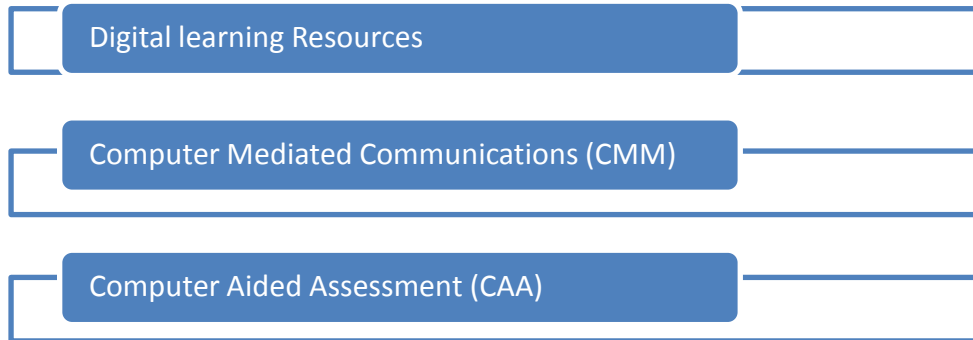 Digital learning Resources
Computer Mediated Communications (CMM)
Computer Aided Assessment (CAA)